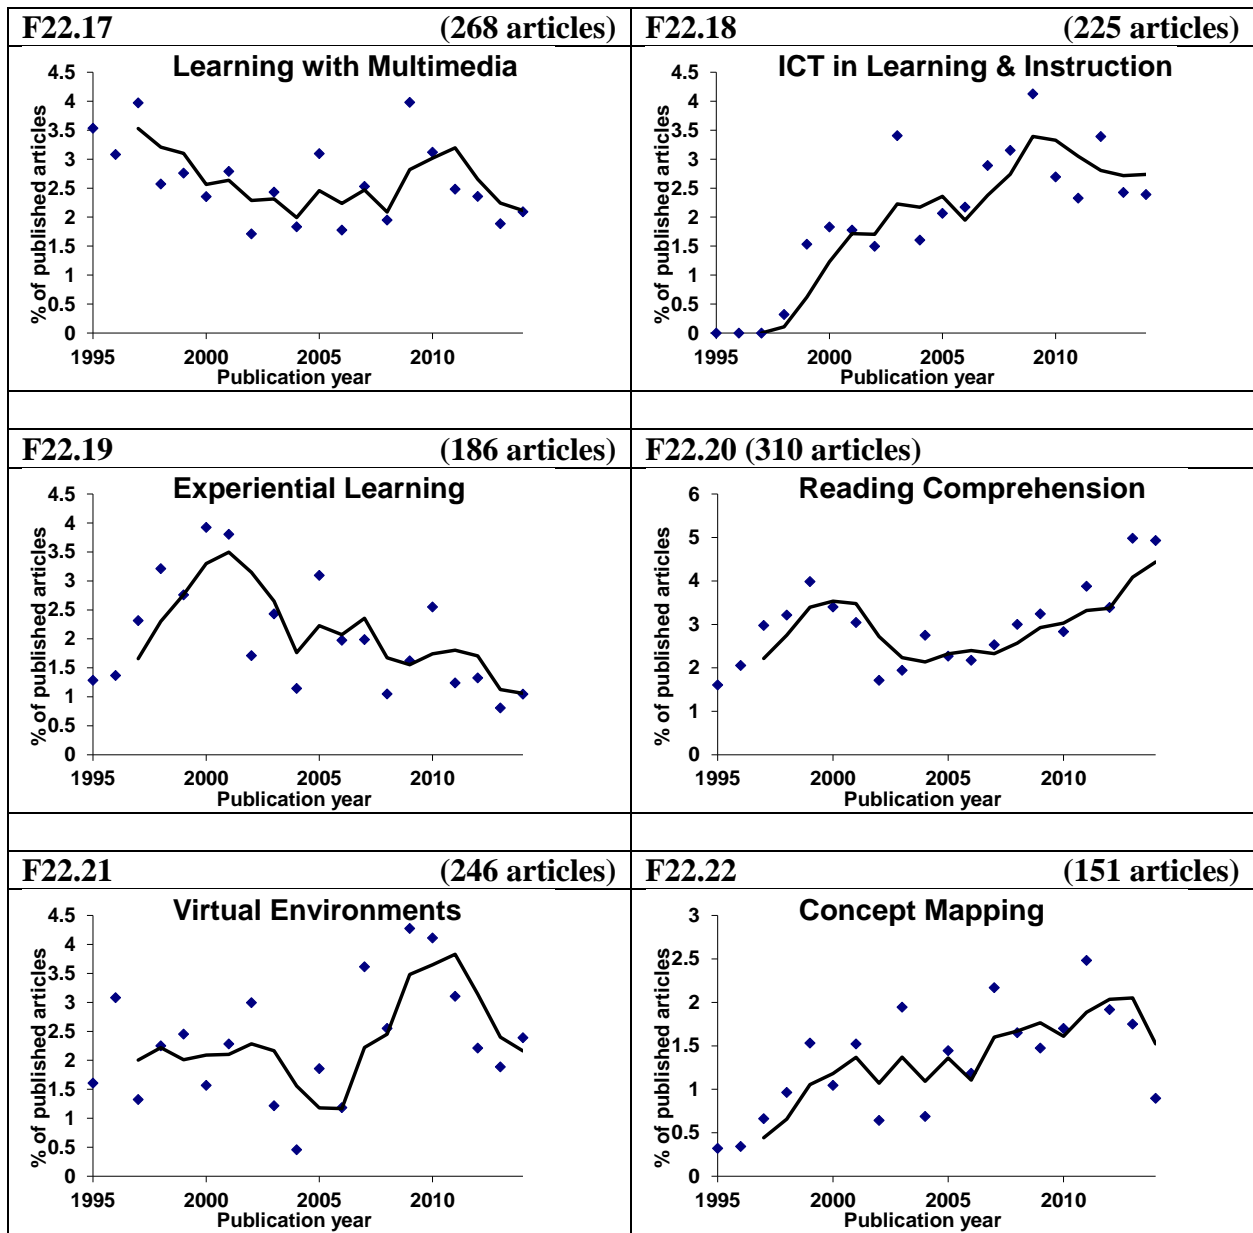 F22.17 (268 articles)
Learning with Multimedia
% of published articles
4.5
4
3.5
3
2.5
2
1.5
1
0.5
0
1995 2000 2005 2010
Publication year
F22.18 (225 articles)
ICT in Learning & Instruction
% of published articles
4.5
4
3.5
3
2.5
2
1.5
1
0.5
0
1995 2000 2005 2010
Publication year
F22.19 (186 articles)
Experiential Learning
% of published articles
4.5
4
3.5
3
2.5
2
1.5
1
0.5
0
1995 2000 2005 2010
Publication year
F22.20 (310 articles)
Reading Comprehension
% of published articles
6
5
4
3
2
1
0
1995 2000 2005 2010
Publication year
F22.21 (246 articles)
Virtual Environments
% of published articles
4.5
4
3.5
3
2.5
2
1.5
1
0.5
0
1995 2000 2005 2010
Publication year
F22.22 (151 articles)
Concept Mapping
% of published articles
3
2.5
2
1.5
1
0.5
0
1995 2000 2005 2010
Publication year